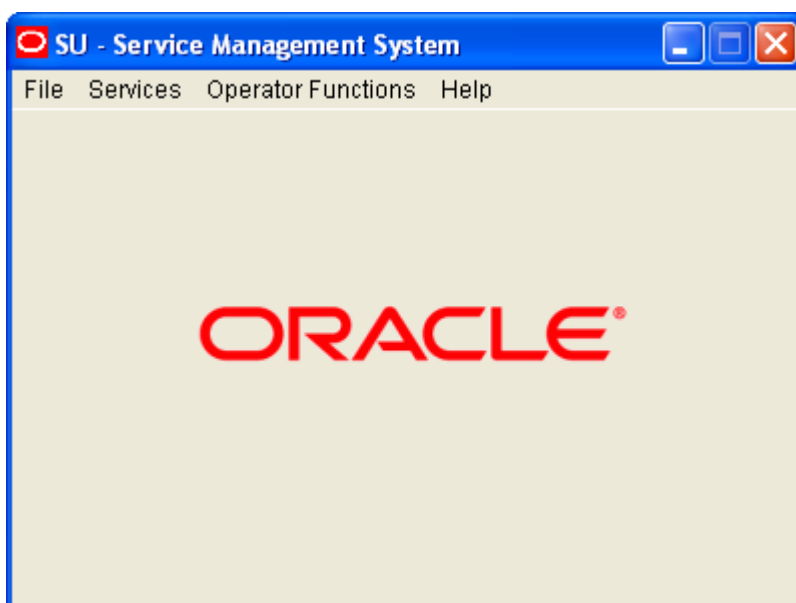 SU - Service Management System
File Services Operator Functions Help
ORACLE®